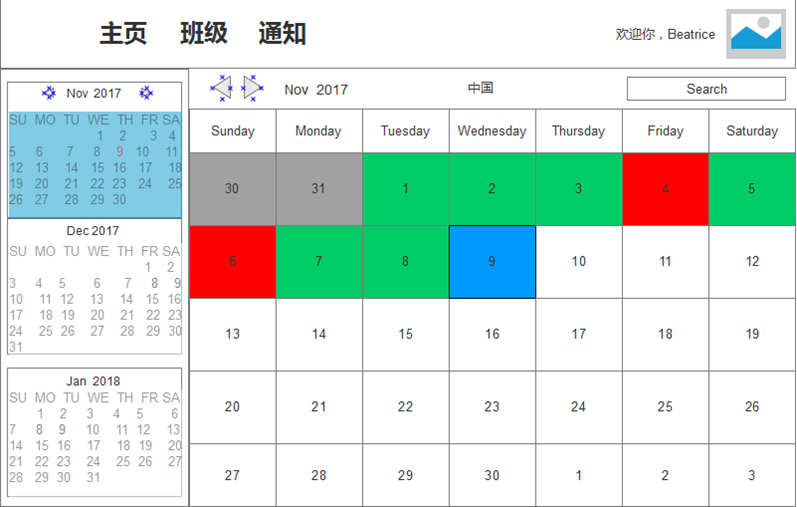 主页 班级 通知
欢迎你，Beatrice
Nov 2017
SU MO TU WE TH FR SA
1 2 3 4
5 6 7 8 9 10 11
12 13 14 15 16 17 18
19 20 21 22 23 24 25
26 27 28 29 30
Dec 2017
SU MO TU WE TH FR SA
1 2
3 4 5 6 7 8 9
10 11 12 13 14 15 16
17 18 19 20 21 22 23
24 25 26 27 28 29 30
31
Jan 2018
SU MO TU WE TH FR SA
1 2 3 4 5 6
7 8 9 10 11 12 13
14 15 16 17 18 19 20
21 22 23 24 25 26 27
28 29 30 31
Nov 2017 中国 Search
Sunday Monday Tuesday Wednesday Thursday Friday Saturday
30 31 1 2 3 4 5
6 7 8 9 10 11 12
13 14 15 16 17 18 19
20 21 22 23 24 25 26
27 28 29 30 1 2 3